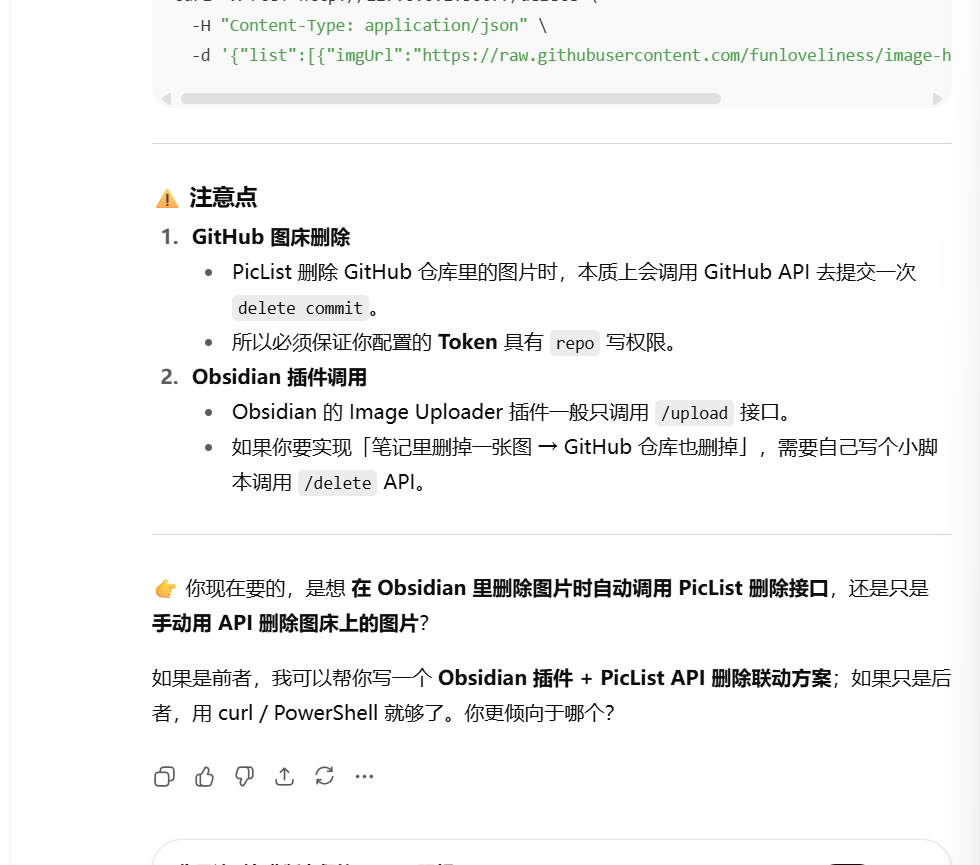 -H "Content-Type: application/json" \
-d '{"list":[{"imgUrl":"https://raw.githubusercontent.com/funloveliness/image-h
⚠️ 注意点
1. GitHub 图床删除
• PicList 删除 GitHub 仓库里的图片时，本质上会调用 GitHub API 去提交一次
delete commit。
• 所以必须保证你配置的 Token 具有 repo 写权限。
2. Obsidian 插件调用
• Obsidian 的 Image Uploader 插件一般只调用 /upload 接口。
• 如果你要实现「笔记里删掉一张图 → GitHub 仓库也删掉」，需要自己写个小脚
本调用 /delete API。
👉 你现在要的，是想 在 Obsidian 里删除图片时自动调用 PicList 删除接口，还是只是
手动用 API 删除图床上的图片？
如果是前者，我可以帮你写一个 Obsidian 插件 + PicList API 删除联动方案；如果只是后
者，用 curl / PowerShell 就够了。你更倾向于哪个？